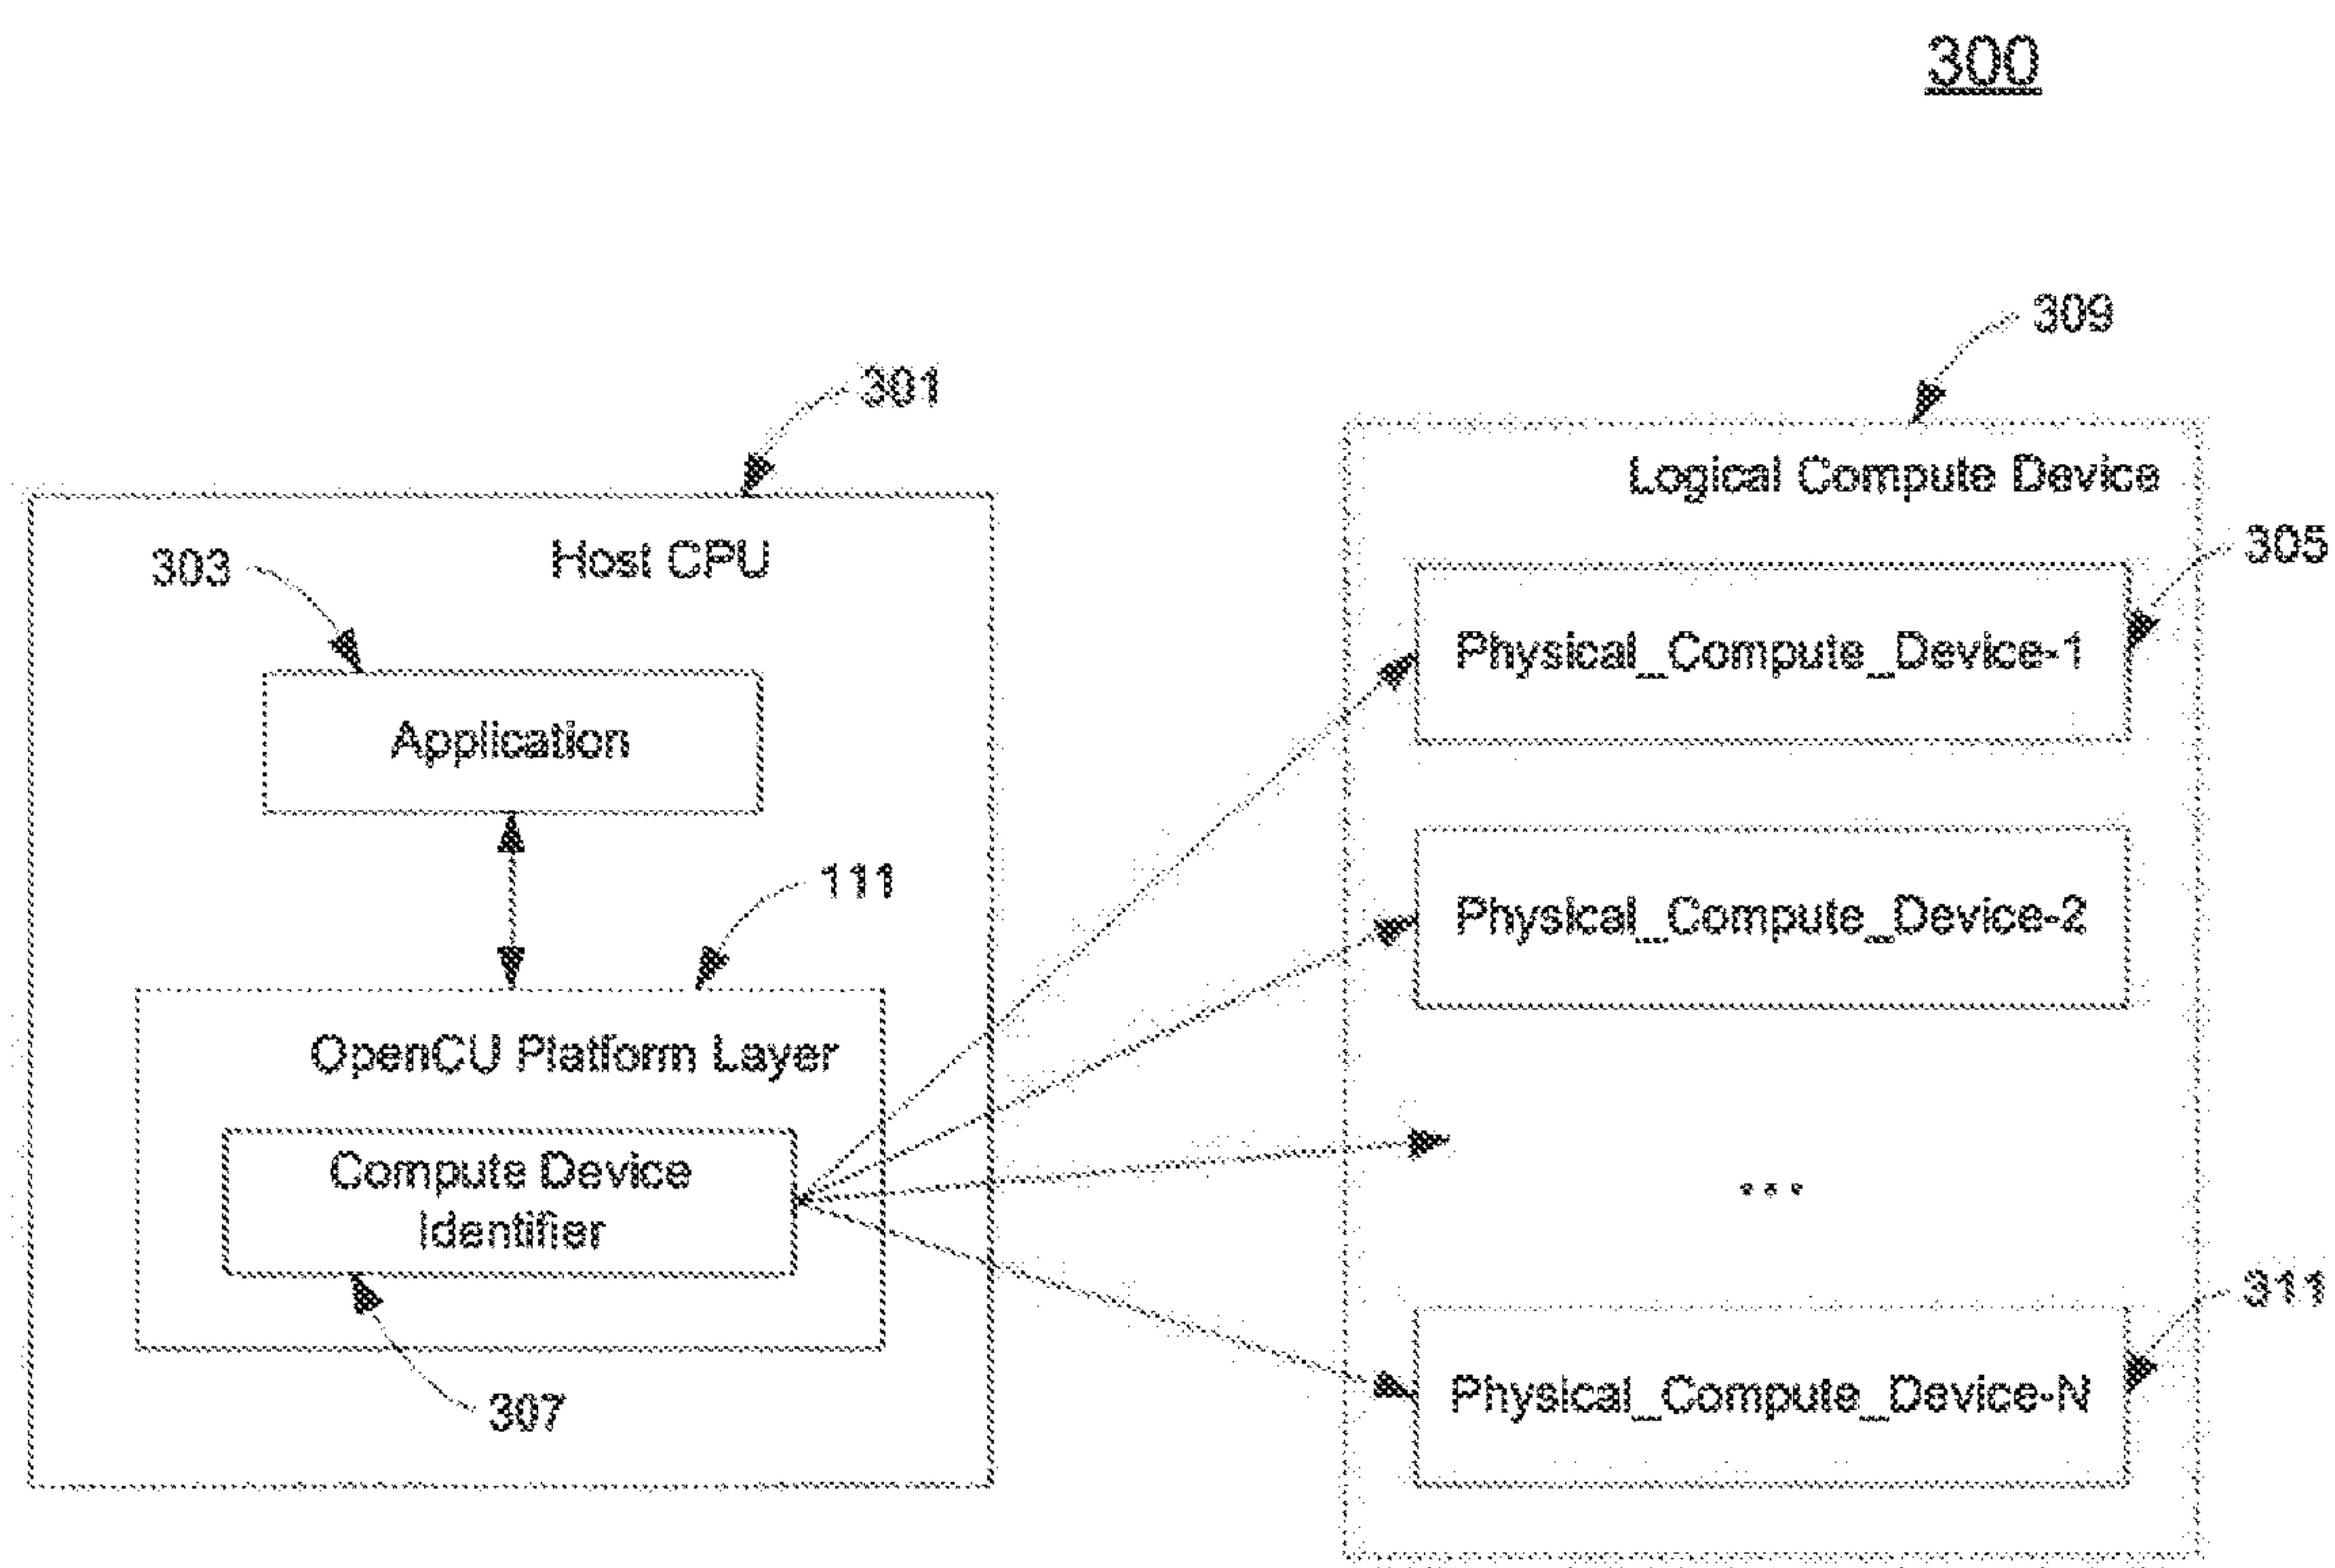 300
309
301
Logical Compute Device
305
Host CPU
303
Physical_Compute_Device-1
Application
111
Physical_Compute_Device-2
OpenCU Platform Layer
Compute Device
Identifier
...
311
Physical_Compute_Device-N
307